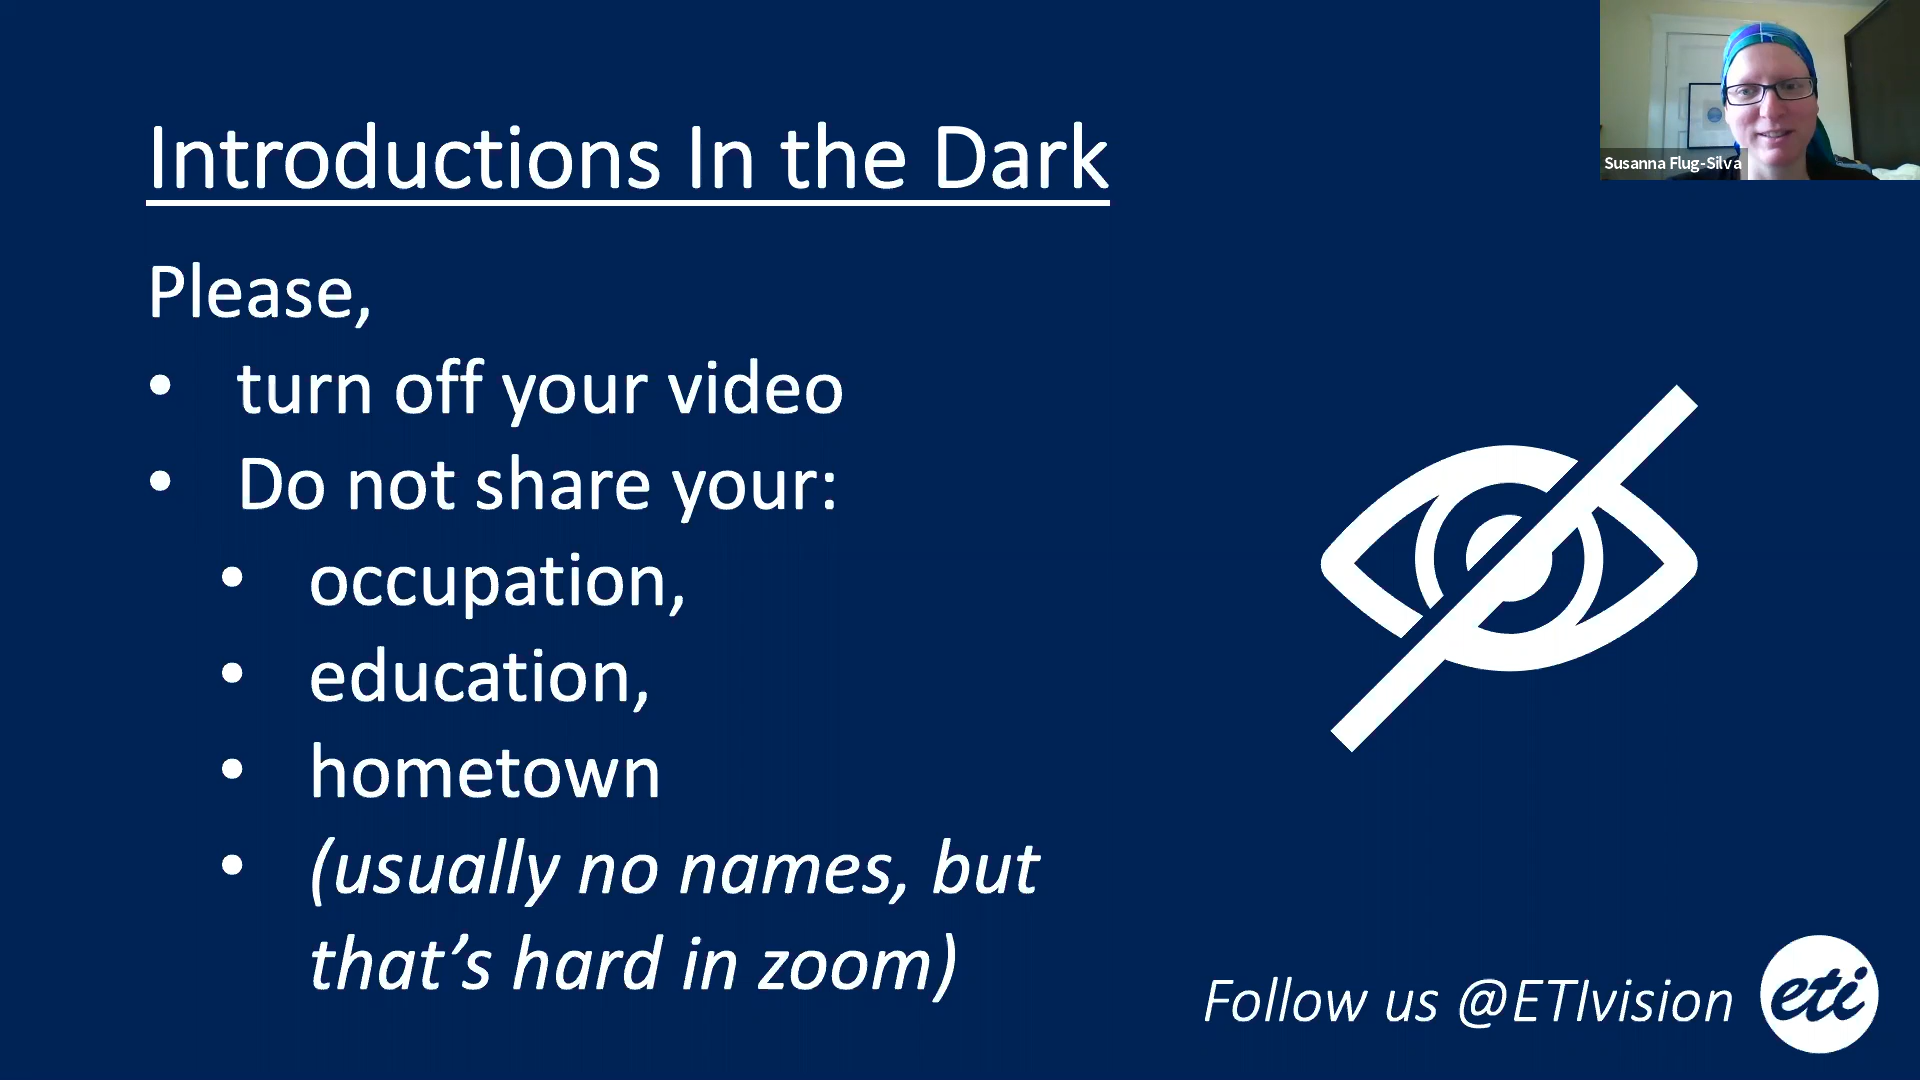 Introductions In the Dark
Please,
• turn off your video
• Do not share your:
• occupation,
• education,
• hometown
• (usually no names, but
that’s hard in zoom)
Susanna Flug-Silva
Follow us @ETIvision
eti